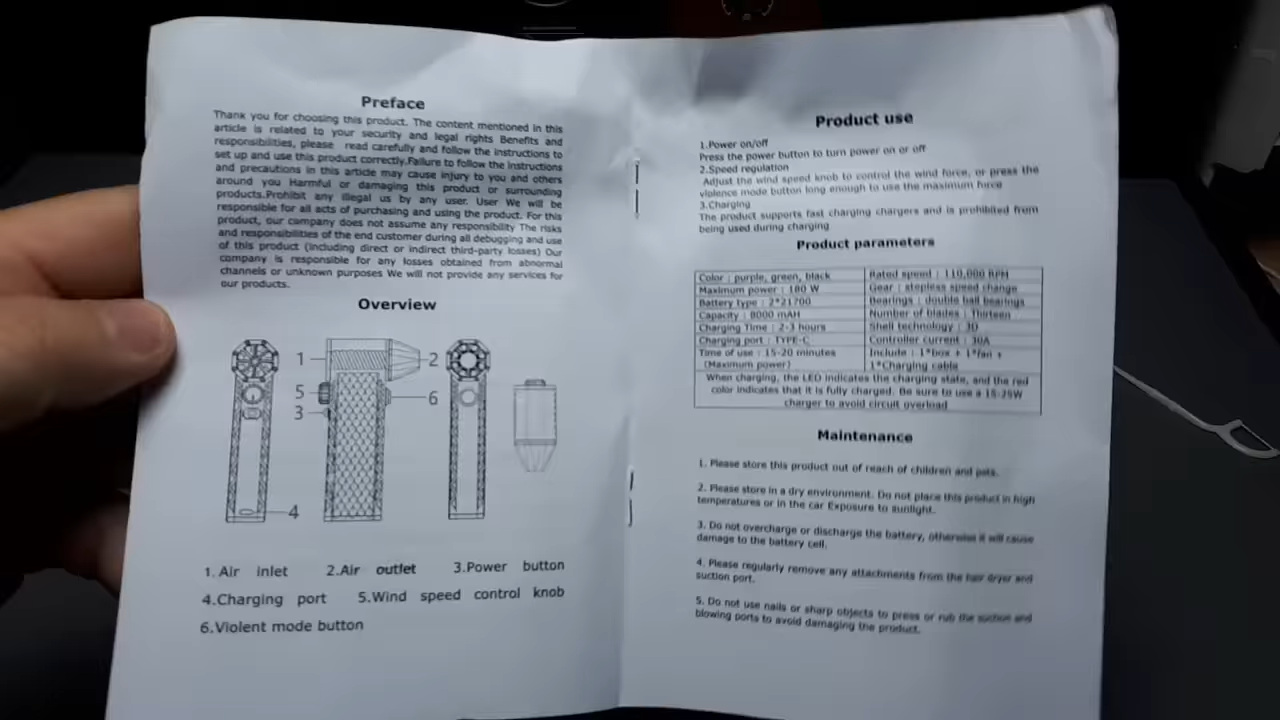 Preface
Thank you for choosing this product. The content mentioned in this
article is related to your security and legal rights Benefits and
responsibilities, please read carefully and follow the instructions to
set up and use this product correctly.Failure to follow the instructions
and precautions in this article may cause injury to you and others
around you Harmful or damaging this product or surrounding
products.Prohibit any illegal us by any user. User We will be
responsible for all acts of purchasing and using the product. For this
product, our company does not assume any responsibility The risks
and responsibilities of the end customer during all debugging and use
of this product (including direct or indirect third-party losses) Our
company is responsible for any losses obtained from abnormal
channels or unknown purposes We will not provide any services for
our products.
Overview
1
2
5
3
6
4
1. Air inlet 2.Air outlet 3.Power button
4.Charging port 5.Wind speed control knob
6.Violent mode button
Product use
1.Power on/off
Press the power button to turn power on or off
2.Speed regulation
Adjust the wind speed knob to control the wind force, or press the
violence mode button long enough to use the maximum force
3.Charging
The product supports fast charging chargers and is prohibited from
being used during charging
Product parameters
Color : purple, green, black
Maximum power : 180 W
Battery type : 2*21700
Capacity : 8000 mAH
Charging Time : 2-3 hours
Charging port : TYPE-C
Time of use : 15-20 minutes
(Maximum power)
Rated speed : 110,000 RPM
Gear : stepless speed change
Bearings : double ball bearings
Number of blades : Thirteen
Shell technology : 3D
Controller current : 30A
Include : 1*box + 1*fan +
1*Charging cable
When charging, the LED indicates the charging state, and the red
color indicates that it is fully charged. Be sure to use a 15-25W
charger to avoid circuit overload
Maintenance
1. Please store this product out of reach of children and pets.
2. Please store in a dry environment. Do not place this product in high
temperatures or in the car Exposure to sunlight.
3. Do not overcharge or discharge the battery, otherwise it will cause
damage to the battery cell.
4. Please regularly remove any attachments from the hair dryer and
suction port.
5. Do not use nails or sharp objects to press or rub the suction and
blowing ports to avoid damaging the product.